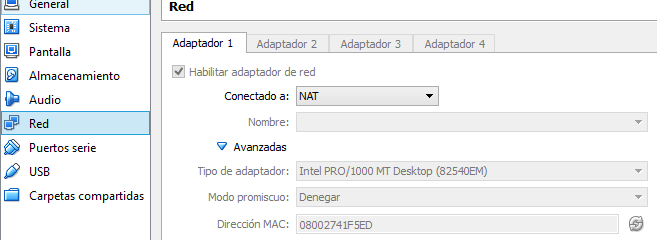 General
Sistema
Pantalla
Almacenamiento
Audio
Red
Puertos serie
USB
Carpetas compartidas
Red
Adaptador 1 Adaptador 2 Adaptador 3 Adaptador 4
Habilitar adaptador de red
Conectado a: NAT
Nombre:
Avanzadas
Tipo de adaptador: Intel PRO/1000 MT Desktop (82540EM)
Modo promiscuo: Denegar
Dirección MAC: 08002741F5ED